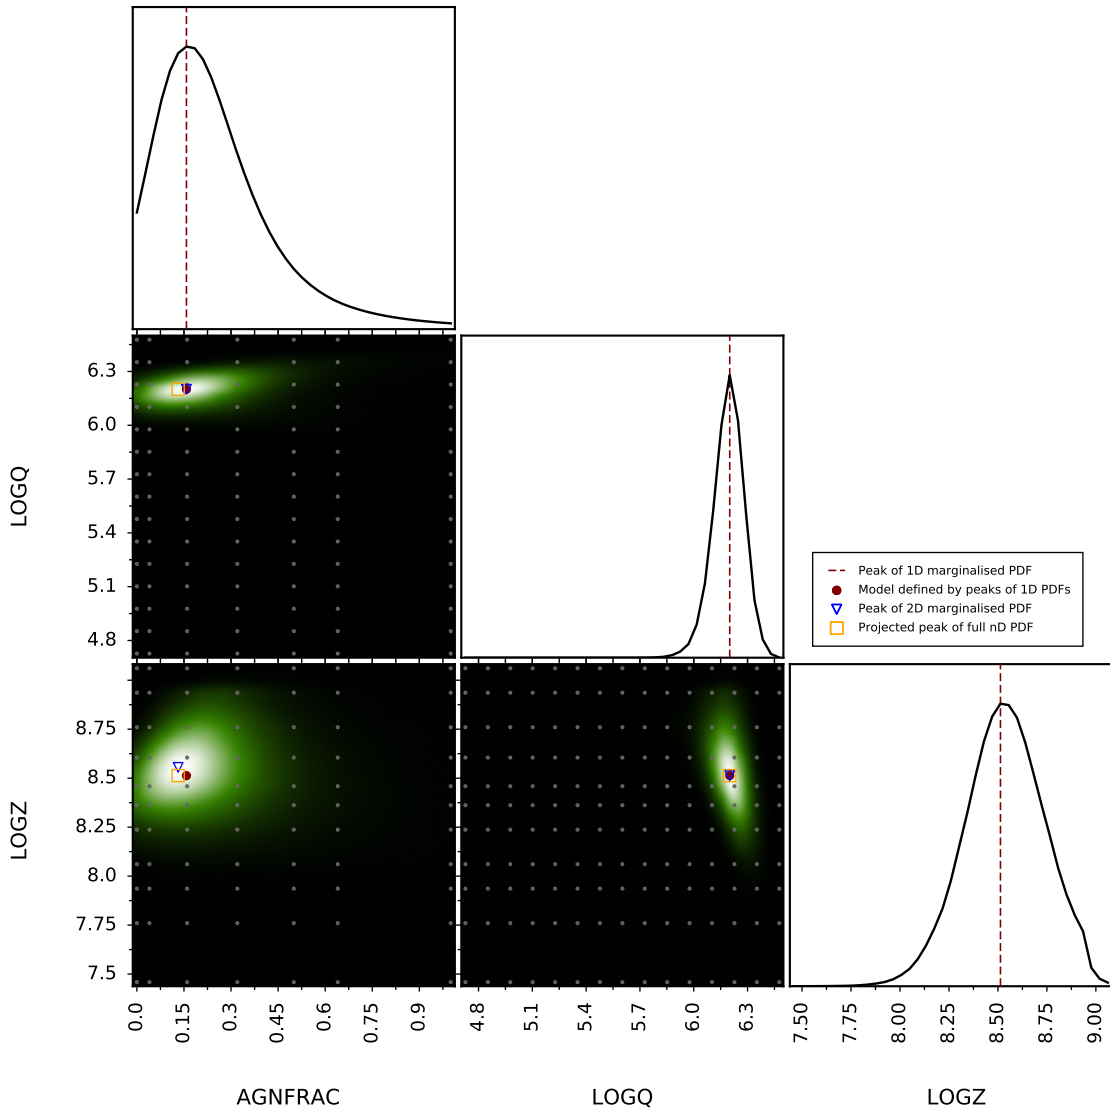 6.3
6.0
5.7
5.4
5.1
4.8
LOGQ
Peak of 1D marginalised PDF
Model defined by peaks of 1D PDFs
Peak of 2D marginalised PDF
Projected peak of full nD PDF
8.75
8.5
8.25
8.0
7.75
7.5
LOGZ
0.0 0.15 0.3 0.45 0.6 0.75 0.9
4.8 5.1 5.4 5.7 6.0 6.3
7.50 7.75 8.00 8.25 8.50 8.75 9.00
AGNFRAC LOGQ LOGZ